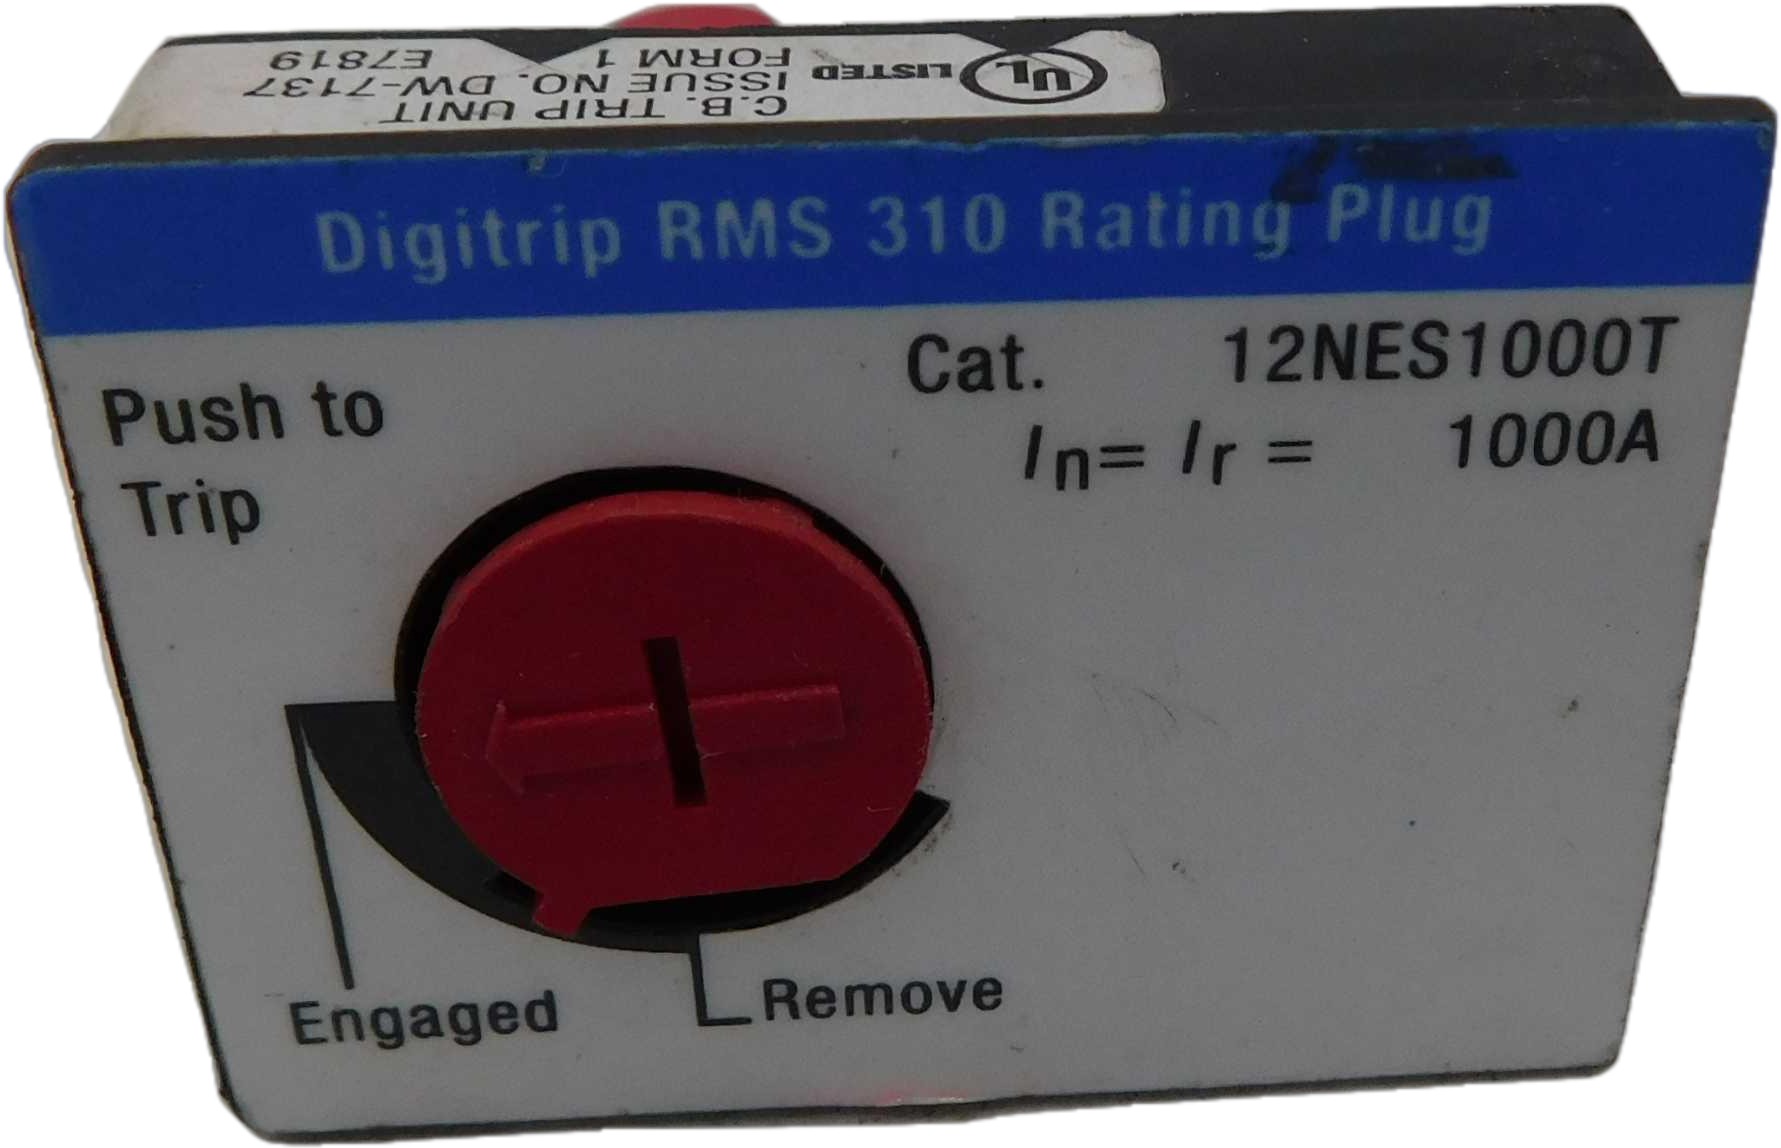 E7819
FORM 1
ISSUE NO. DW-7137
C.B. TRIP UNIT
UL LISTED
Digitrip RMS 310 Rating Plug
Cat. 12NES1000T
In= Ir = 1000A
Push to
Trip
Engaged
Remove